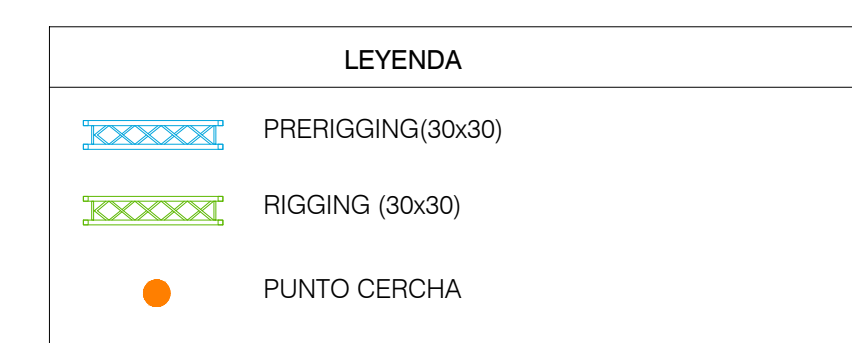 LEYENDA
PRERIGGING(30x30)
RIGGING (30x30)
PUNTO CERCHA